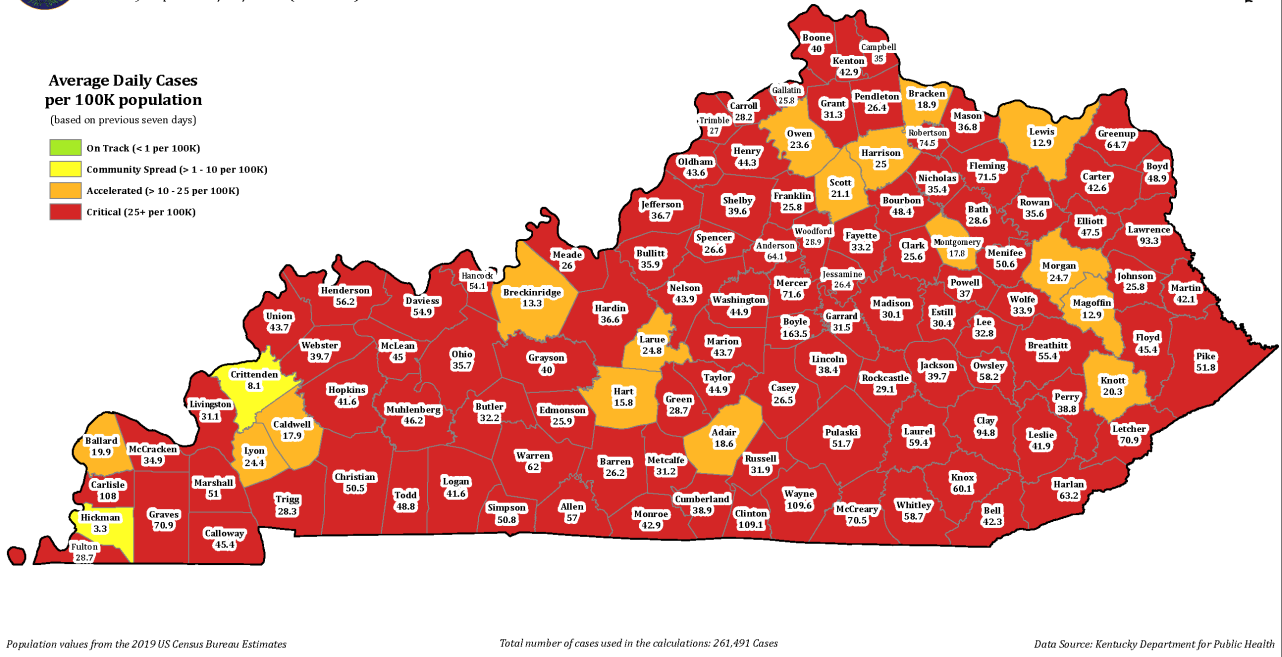 Average Daily Cases
per 100K population
(based on previous seven days)
On Track (< 1 per 100K)
Community Spread (> 1 - 10 per 100K)
Accelerated (> 10 - 25 per 100K)
Critical (25+ per 100K)
Boone
40
Kenton
42.9
Campbell
35
Gallatin
25.8
Carroll
28.2
Trimble
27
Grant
31.3
Pendleton
26.4
Bracken
18.9
Mason
36.8
Robertson
74.5
Lewis
12.9
Greenup
64.7
Owen
23.6
Henry
44.3
Oldham
43.6
Harrison
25
Nicholas
35.4
Fleming
71.5
Carter
42.6
Boyd
48.9
Scott
21.1
Jefferson
36.7
Shelby
39.6
Franklin
25.8
Bourbon
48.4
Bath
28.6
Rowan
35.6
Elliott
47.5
Lawrence
93.3
Spencer
26.6
Anderson
64.1
Woodford
28.9
Fayette
33.2
Clark
25.6
Montgomery
17.8
Menifee
50.6
Morgan
24.7
Johnson
25.8
Martin
42.1
Meade
26
Bullitt
35.9
Hancock
54.1
Breckinridge
13.3
Henderson
56.2
Daviess
54.9
Union
43.7
Hardin
36.6
Nelson
43.9
Washington
44.9
Mercer
71.6
Jessamine
26.4
Garrard
31.5
Madison
30.1
Estill
30.4
Powell
37
Wolfe
33.9
Magoffin
12.9
Lee
32.8
Boyle
163.5
Floyd
45.4
Pike
51.8
Breathitt
55.4
Webster
39.7
McLean
45
Ohio
35.7
Grayson
40
Larue
24.8
Marion
43.7
Lincoln
38.4
Rockcastle
29.1
Jackson
39.7
Owsley
58.2
Knott
20.3
Perry
38.8
Crittenden
8.1
Livingston
31.1
Hopkins
41.6
Muhlenberg
46.2
Butler
32.2
Edmonson
25.9
Hart
15.8
Green
28.7
Taylor
44.9
Casey
26.5
Caldwell
17.9
Lyon
24.4
Ballard
19.9
McCracken
34.9
Adair
18.6
Pulaski
51.7
Laurel
59.4
Clay
94.8
Leslie
41.9
Letcher
70.9
Carlisle
108
Marshall
51
Christian
50.5
Trigg
28.3
Todd
48.8
Logan
41.6
Warren
62
Barren
26.2
Metcalfe
31.2
Russell
31.9
Knox
60.1
Harlan
63.2
Hickman
3.3
Fulton
28.7
Graves
70.9
Calloway
45.4
Simpson
50.8
Allen
57
Monroe
42.9
Cumberland
38.9
Clinton
109.1
Wayne
109.6
McCreary
70.5
Whitley
58.7
Bell
42.3
Population values from the 2019 US Census Bureau Estimates
Total number of cases used in the calculations: 261,491 Cases
Data Source: Kentucky Department for Public Health